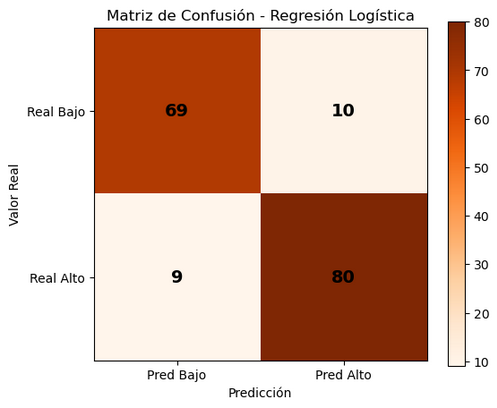 Matriz de Confusión - Regresión Logística
Valor Real
Real Bajo
69
10
Real Alto
9
80
Pred Bajo
Pred Alto
Predicción
80
70
60
50
40
30
20
10